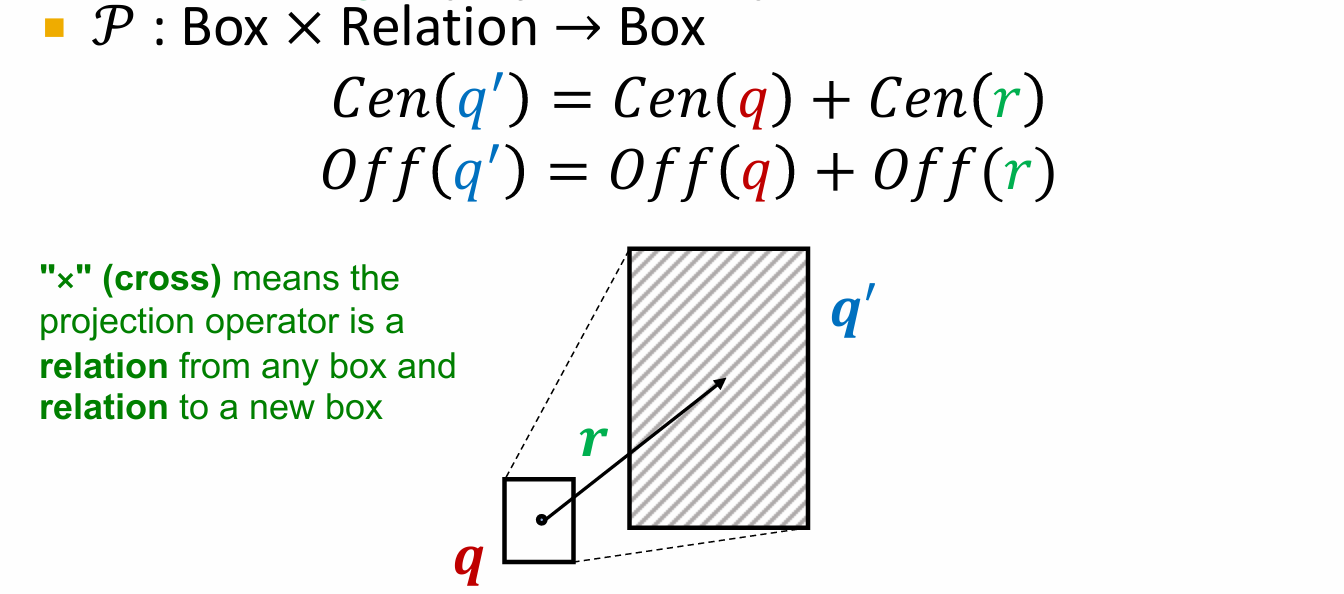 ▪ 𝒫 : Box × Relation → Box
Cen(q′) = Cen(q) + Cen(r)
Off(q′) = Off(q) + Off(r)
"×" (cross) means the
projection operator is a
relation from any box and
relation to a new box
q′
r
q